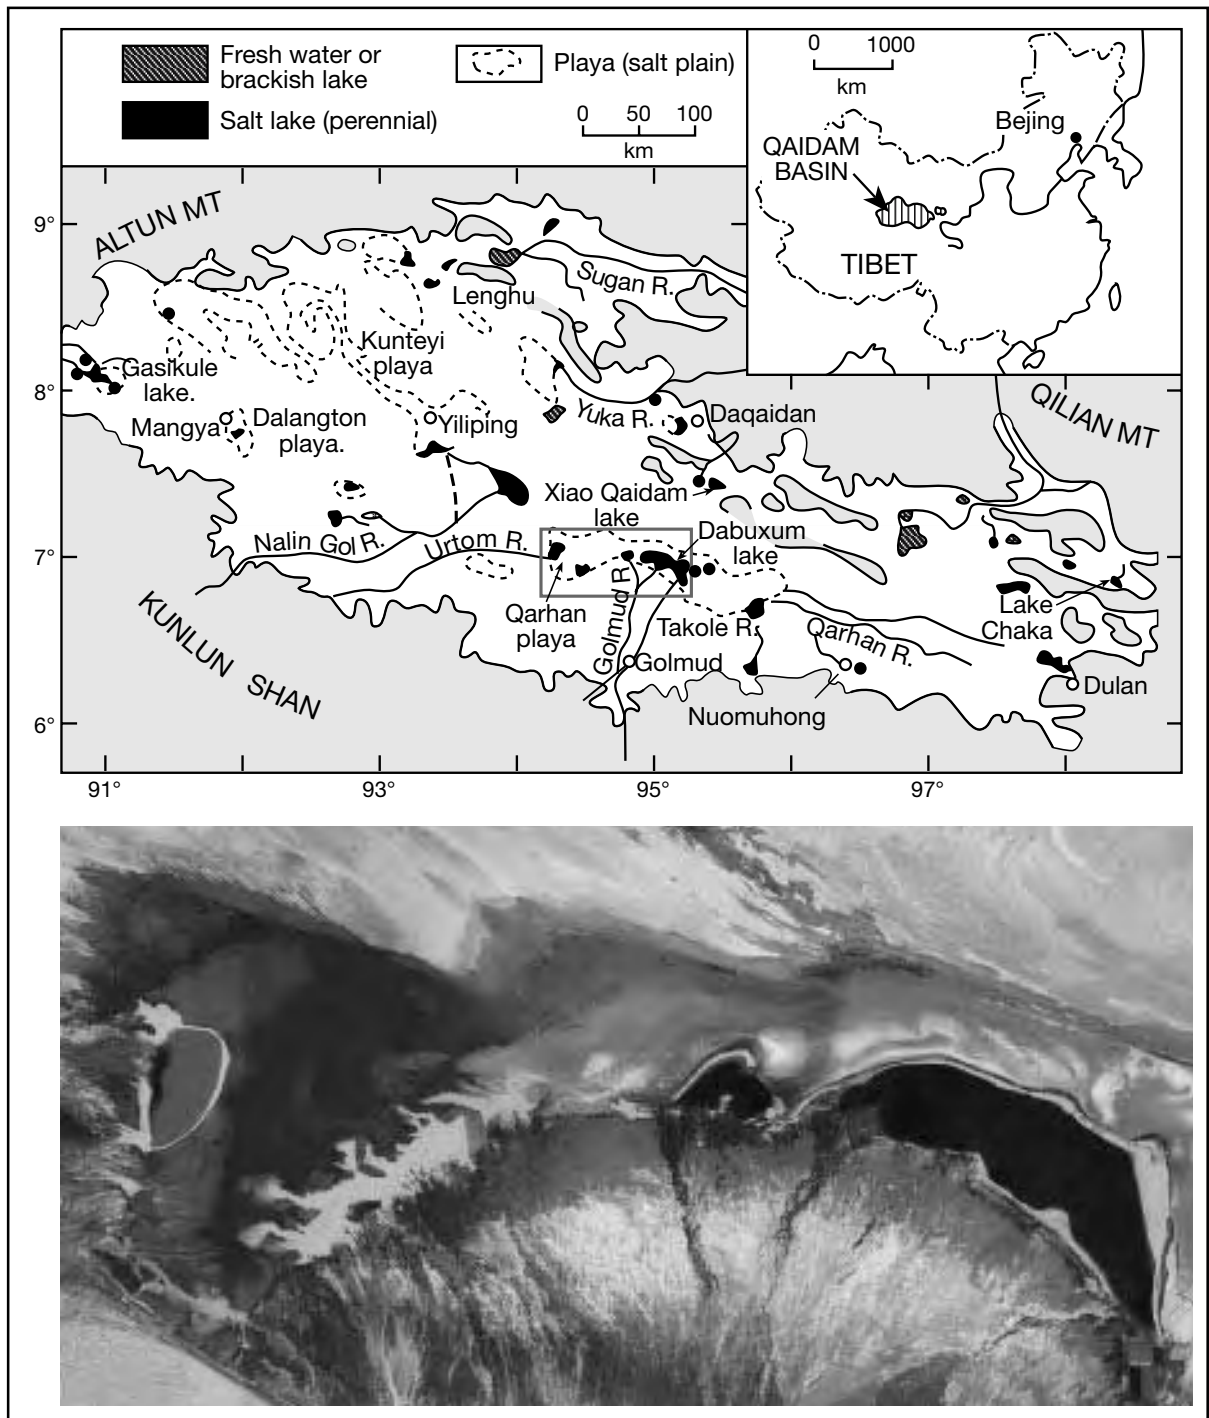 Fresh water or
brackish lake
Salt lake (perennial)
Playa (salt plain)
0 50 100
km
0 1000
km
Bejing
QAIDAM
BASIN
TIBET
ALTUN MT
9°
8°
7°
6°
Sugan R.
Lenghu
Kunteyi
playa
Gasikule
lake.
Mangya
Dalangton
playa.
Yiliping
Yuka R.
Daqaidan
QILIAN MT
Xiao Qaidam
lake
Dabuxum
lake
Nalin Gol R.
Urtom R.
Qarhan
playa
Golmud R.
Golmud
Takole R.
Qarhan R.
Lake
Chaka
Dulan
Nuomuhong
KUNLUN SHAN
91° 93° 95° 97°